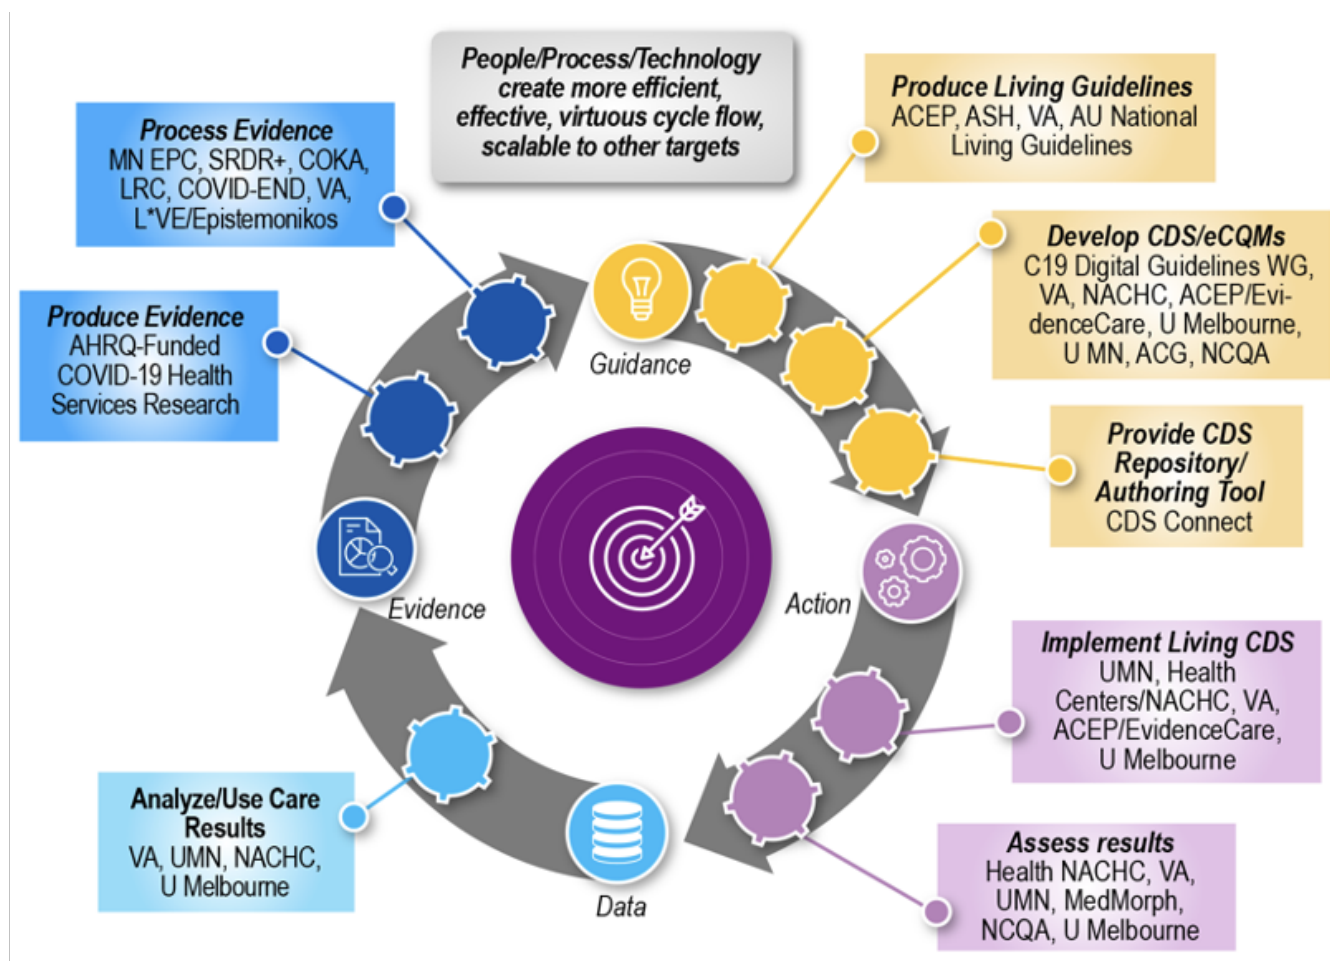 People/Process/Technology
create more efficient,
effective, virtuous cycle flow,
scalable to other targets
Produce Living Guidelines
ACEP, ASH, VA, AU National
Living Guidelines
Process Evidence
MN EPC, SRDR+, COKA,
LRC, COVID-END, VA,
L*VE/Epistemonikos
Develop CDS/eCQMs
C19 Digital Guidelines WG,
VA, NACHC, ACEP/Evi-
denceCare, U Melbourne,
U MN, ACG, NCQA
Produce Evidence
AHRQ-Funded
COVID-19 Health
Services Research
Guidance
Provide CDS
Repository/
Authoring Tool
CDS Connect
Evidence
Action
Implement Living CDS
UMN, Health
Centers/NACHC, VA,
ACEP/EvidenceCare,
U Melbourne
Analyze/Use Care
Results
VA, UMN, NACHC,
U Melbourne
Data
Assess results
Health NACHC, VA,
UMN, MedMorph,
NCQA, U Melbourne